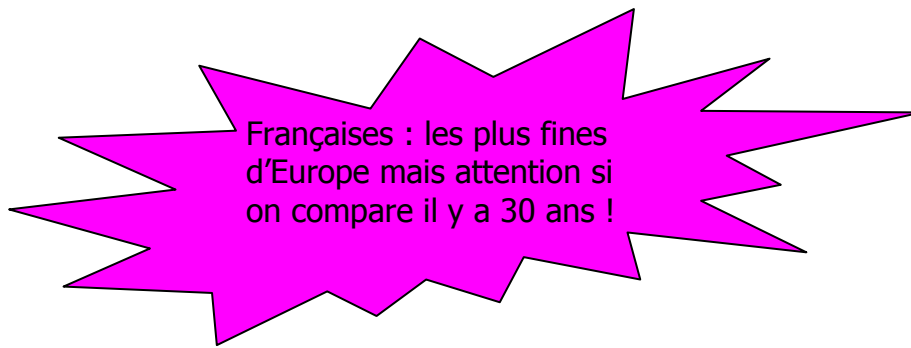 Françaises : les plus fines
d’Europe mais attention si
on compare il y a 30 ans !